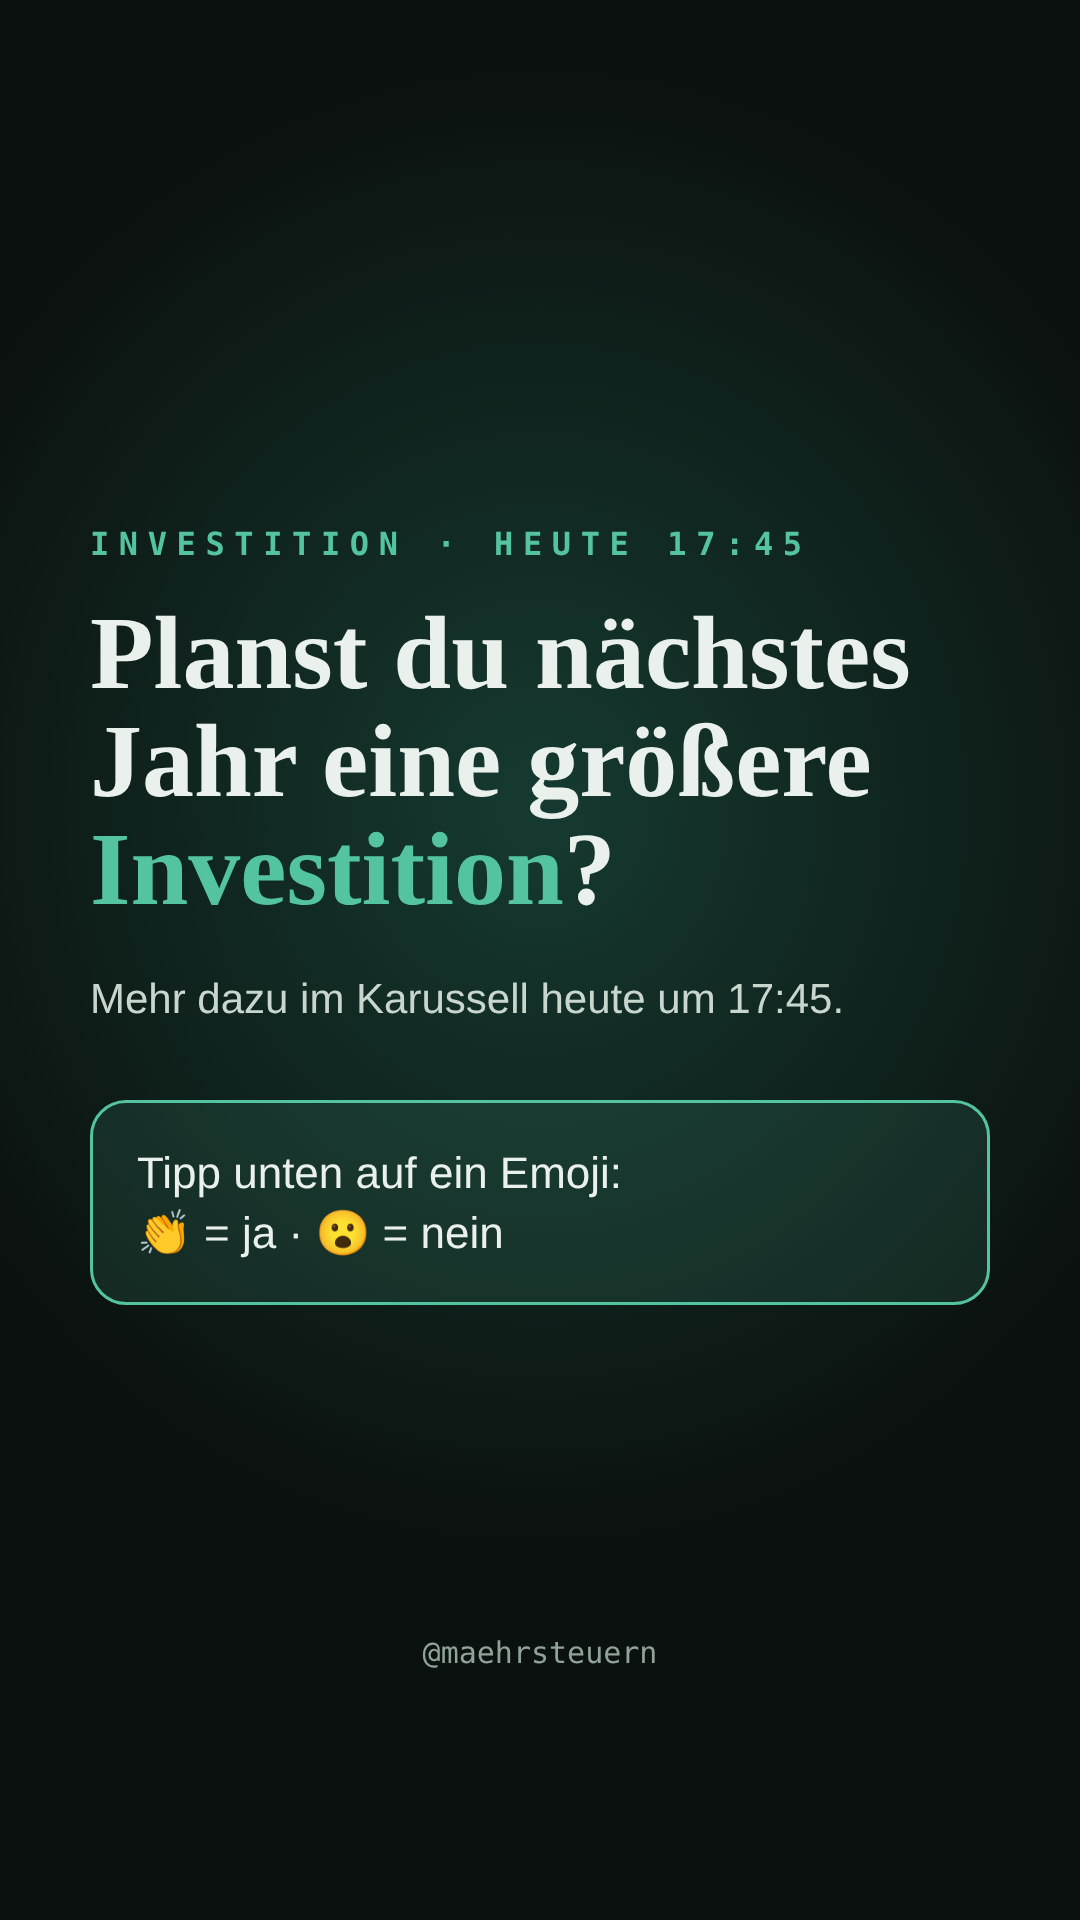 INVESTITION · HEUTE 17:45
Planst du nächstes
Jahr eine größere
Investition?
Mehr dazu im Karussell heute um 17:45.
Tipp unten auf ein Emoji:
👏 = ja · 😮 = nein
@maehrsteuern